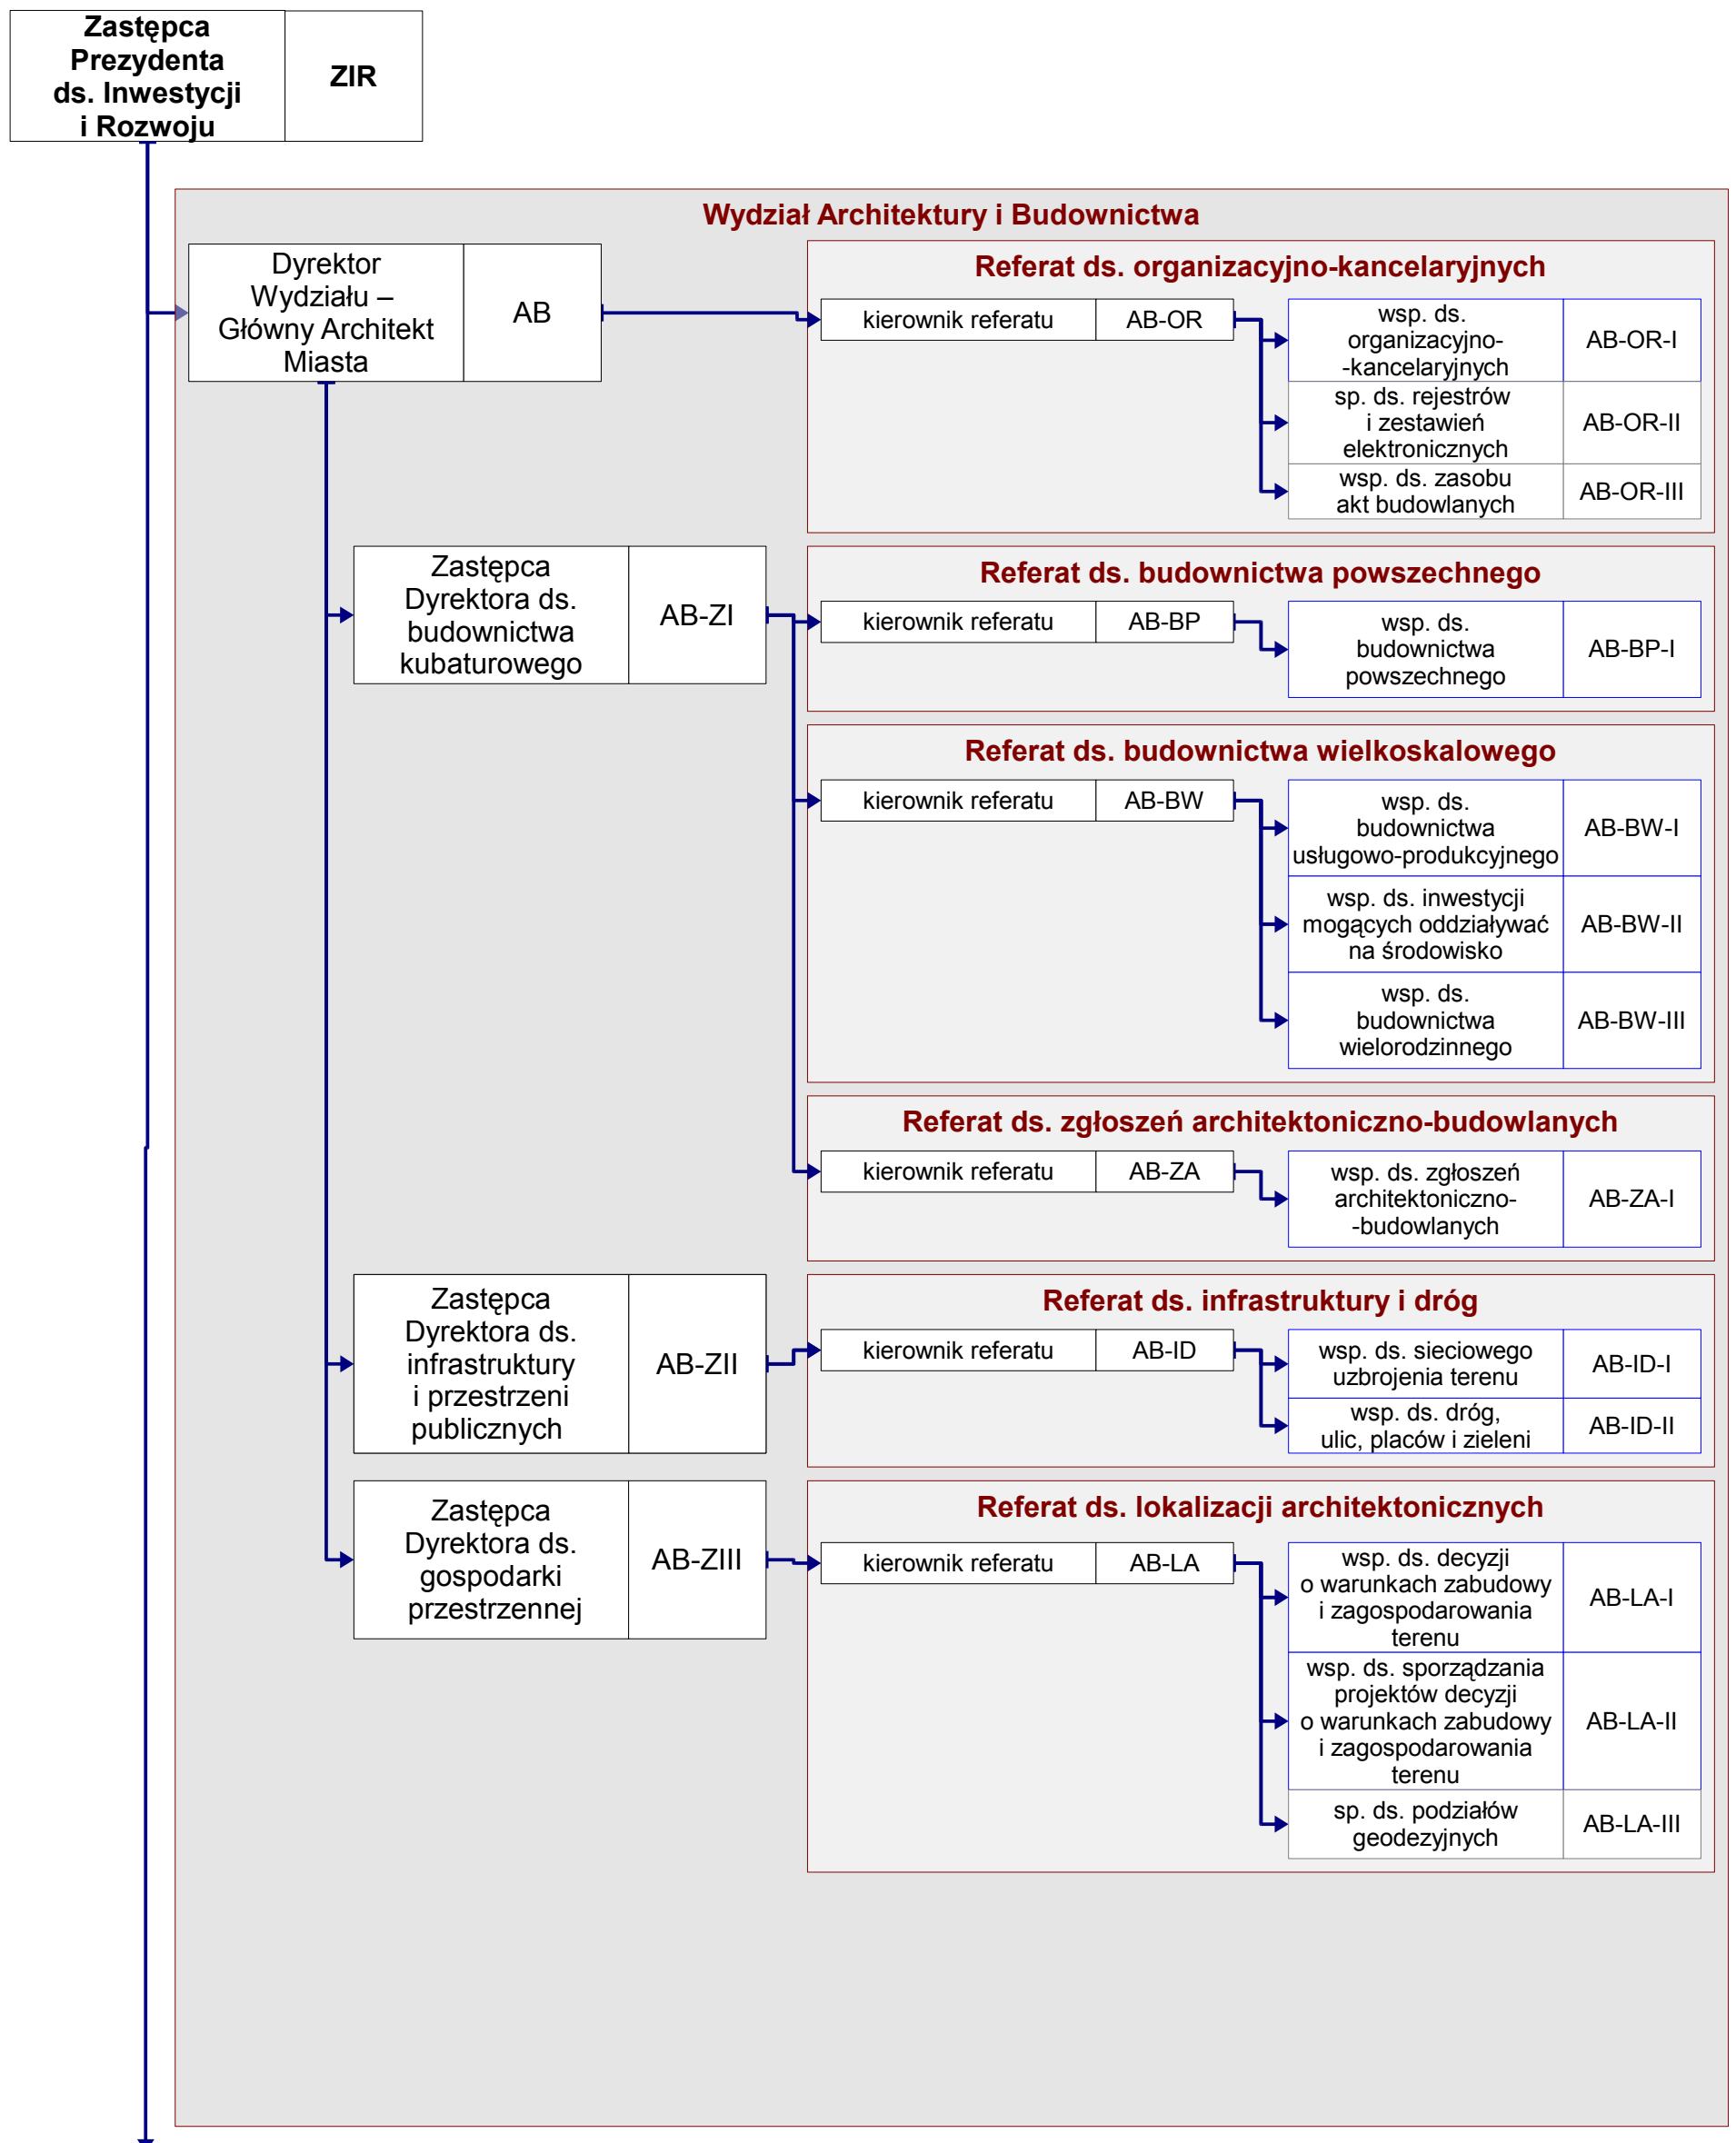 Zastępca
Prezydenta
ds. Inwestycji
i Rozwoju
ZIR
Wydział Architektury i Budownictwa
Dyrektor
Wydziału –
Główny Architekt
Miasta
AB
Referat ds. organizacyjno-kancelaryjnych
kierownik referatu
AB-OR
wsp. ds.
organizacyjno-
-kancelaryjnych
AB-OR-I
sp. ds. rejestrów
i zestawień
elektronicznych
AB-OR-II
wsp. ds. zasobu
akt budowlanych
AB-OR-III
Zastępca
Dyrektora ds.
budownictwa
kubaturowego
AB-ZI
Referat ds. budownictwa powszechnego
kierownik referatu
AB-BP
wsp. ds.
budownictwa
powszechnego
AB-BP-I
Referat ds. budownictwa wielkoskalowego
kierownik referatu
AB-BW
wsp. ds.
budownictwa
usługowo-produkcyjnego
AB-BW-I
wsp. ds. inwestycji
mogących oddziaływać
na środowisko
AB-BW-II
wsp. ds.
budownictwa
wielorodzinnego
AB-BW-III
Referat ds. zgłoszeń architektoniczno-budowlanych
kierownik referatu
AB-ZA
wsp. ds. zgłoszeń
architektoniczno-
-budowlanych
AB-ZA-I
Zastępca
Dyrektora ds.
infrastruktury
i przestrzeni
publicznych
AB-ZII
Referat ds. infrastruktury i dróg
kierownik referatu
AB-ID
wsp. ds. sieciowego
uzbrojenia terenu
AB-ID-I
wsp. ds. dróg,
ulic, placów i zieleni
AB-ID-II
Zastępca
Dyrektora ds.
gospodarki
przestrzennej
AB-ZIII
Referat ds. lokalizacji architektonicznych
kierownik referatu
AB-LA
wsp. ds. decyzji
o warunkach zabudowy
i zagospodarowania
terenu
AB-LA-I
wsp. ds. sporządzania
projektów decyzji
o warunkach zabudowy
i zagospodarowania
terenu
AB-LA-II
sp. ds. podziałów
geodezyjnych
AB-LA-III